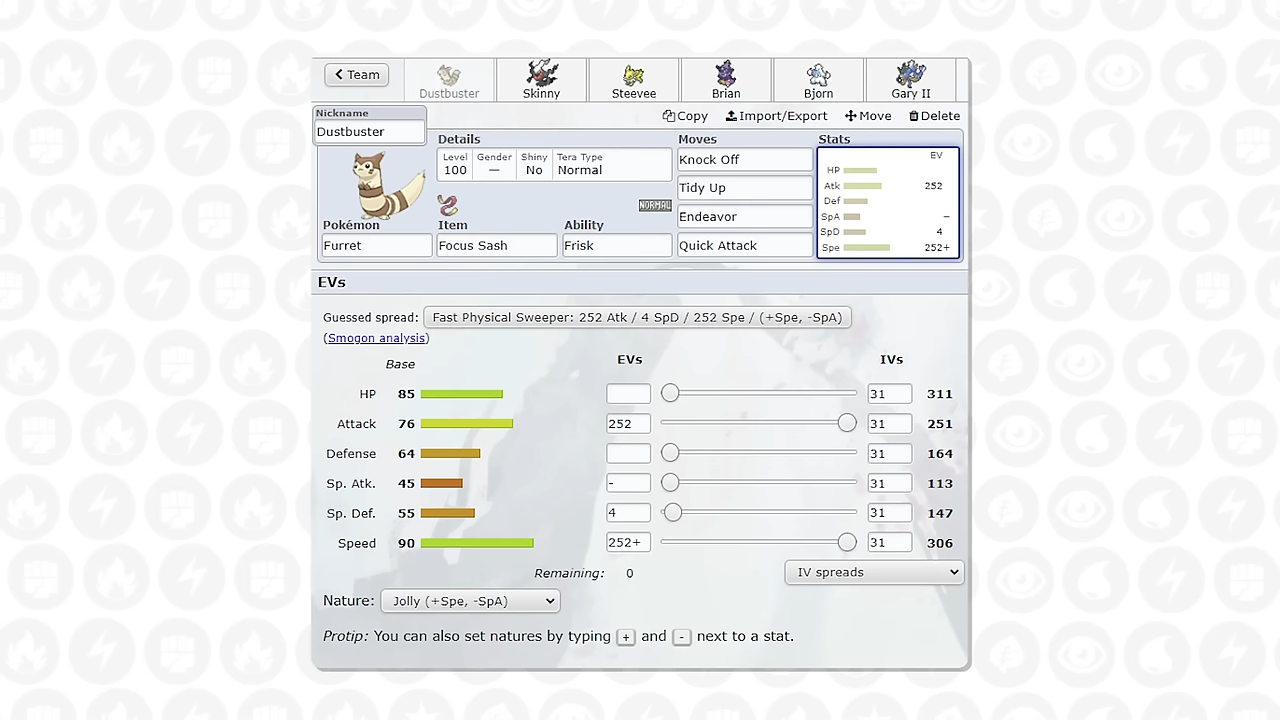 Team
Dustbuster
Skinny
Steevee
Brian
Bjorn
Gary II
Nickname
Dustbuster
Copy
Import/Export
Move
Delete
Details
Level
100
Gender
—
Shiny
No
Tera Type
Normal
NORMAL
Pokémon
Furret
Item
Focus Sash
Ability
Frisk
Moves
Knock Off
Tidy Up
Endeavor
Quick Attack
Stats
EV
HP
Atk 252
Def
SpA –
SpD 4
Spe 252+
EVs
Guessed spread: Fast Physical Sweeper: 252 Atk / 4 SpD / 252 Spe / (+Spe, -SpA)
(Smogon analysis)
Base EVs IVs
HP 85 31 311
Attack 76 252 31 251
Defense 64 31 164
Sp. Atk. 45 - 31 113
Sp. Def. 55 4 31 147
Speed 90 252+ 31 306
Remaining: 0
IV spreads
Nature: Jolly (+Spe, -SpA)
Protip: You can also set natures by typing + and - next to a stat.